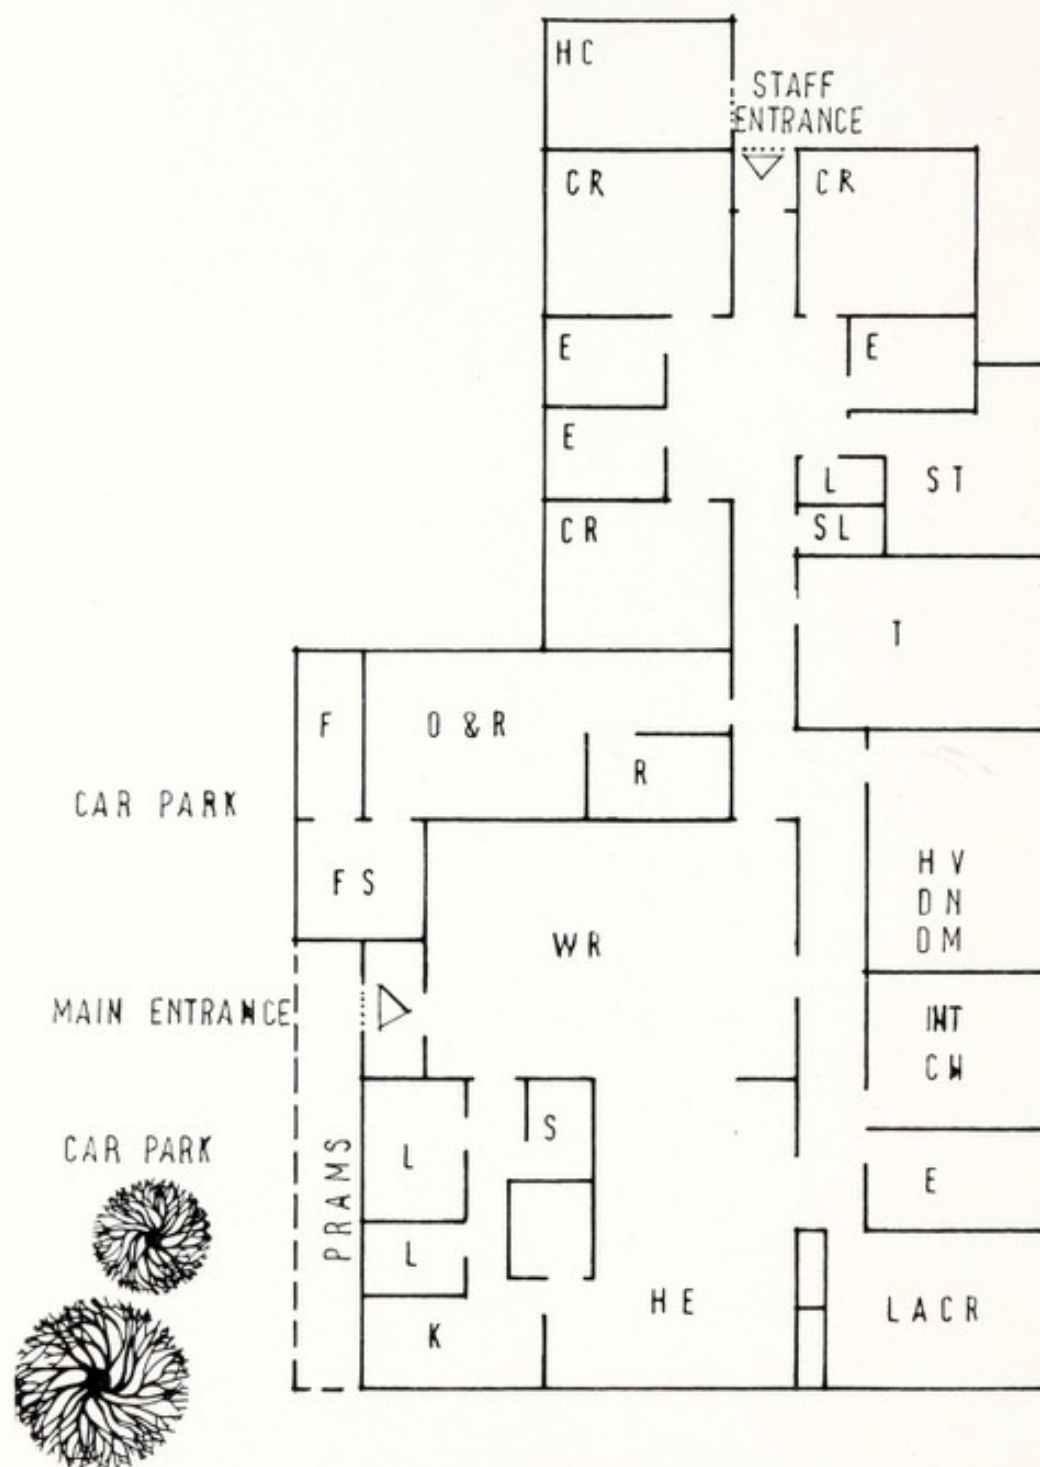 HC
STAFF
ENTRANCE
CR
CR
E
E
E
L
ST
SL
CR
T
F
O & R
R
CAR PARK
FS
HV
DN
DM
WR
MAIN ENTRANCE
INT
CW
CAR PARK
PRAMS
L
S
E
L
HE
LACR
K